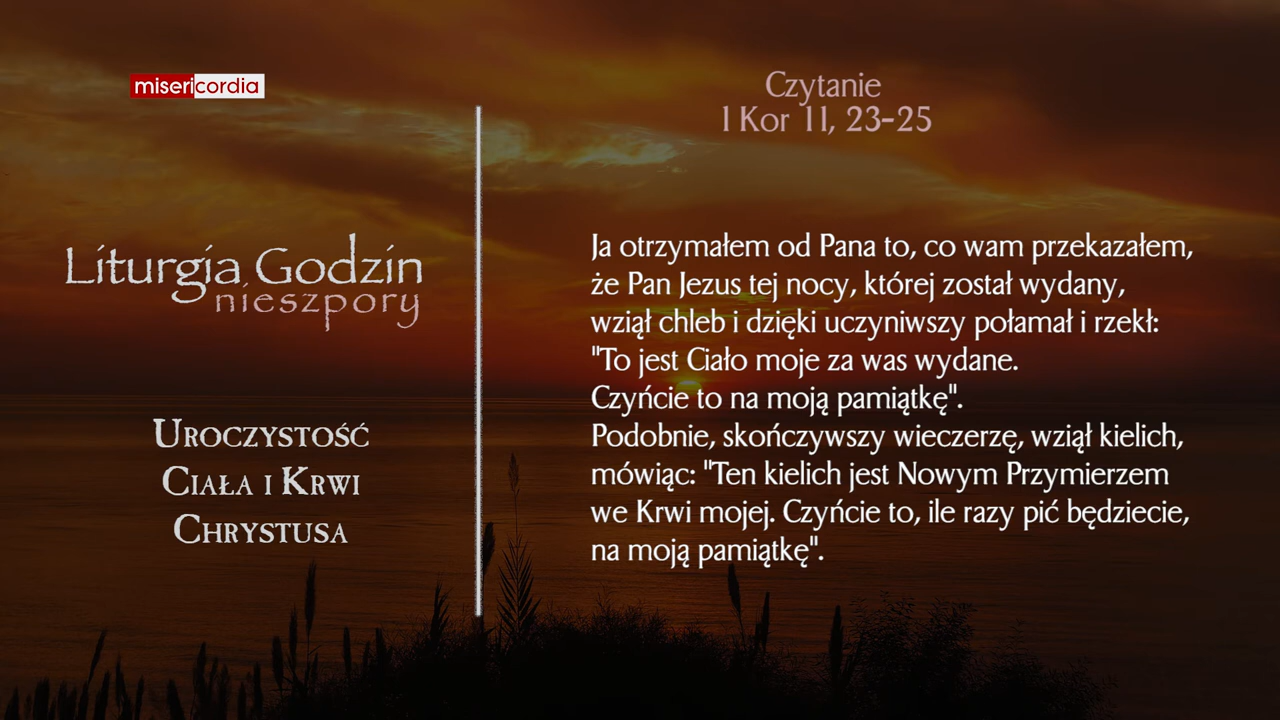 misericordia
Liturgia Godzin
nieszpory
Uroczystość
Ciała i Krwi
Chrystusa
Czytanie
1 Kor 11, 23-25
Ja otrzymałem od Pana to, co wam przekazałem,
że Pan Jezus tej nocy, której został wydany,
wziął chleb i dzięki uczyniwszy połamał i rzekł:
"To jest Ciało moje za was wydane.
Czyńcie to na moją pamiątkę".
Podobnie, skończywszy wieczerzę, wziął kielich,
mówiąc: "Ten kielich jest Nowym Przymierzem
we Krwi mojej. Czyńcie to, ile razy pić będziecie,
na moją pamiątkę".